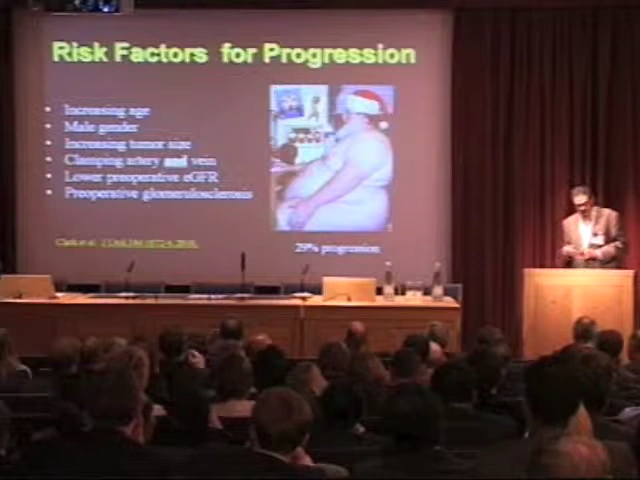 Risk Factors for Progression
• Increasing age
• Male gender
• Increasing tumor size
• Clamping artery and vein
• Lower preoperative eGFR
• Preoperative glomerulosclerosis
29% progression